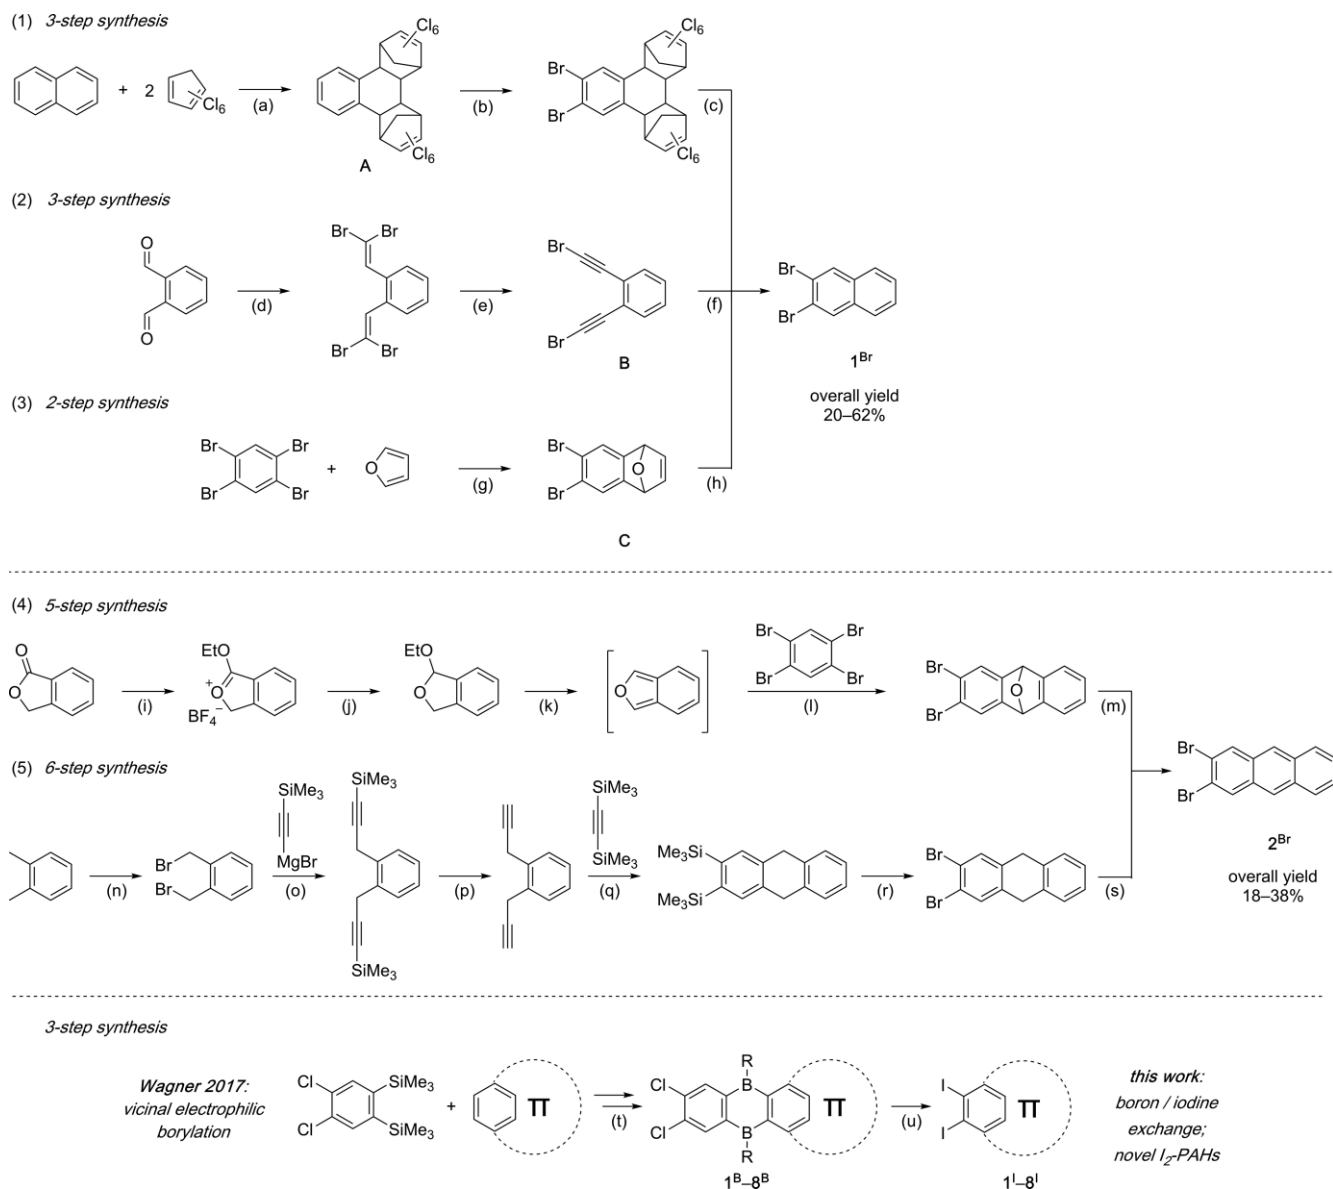 (1) 3-step synthesis
+ 2
Cl6
(a)
Cl6
Cl6
A
(b)
Br
Br
Cl6
Cl6
(c)
(2) 3-step synthesis
O
O
(d)
Br Br
Br Br
(e)
Br
Br
B
(f)
Br
Br
1Br
overall yield
20–62%
(3) 2-step synthesis
Br Br
Br Br
+
O
(g)
Br
Br
O
C
(h)
(4) 5-step synthesis
O
O
(i)
EtO
O+
BF4−
(j)
EtO
O
(k)
O
Br Br
Br Br
(l)
Br
Br
O
(m)
(5) 6-step synthesis
(n)
Br
Br
SiMe3
MgBr
(o)
SiMe3
SiMe3
(p)
SiMe3
SiMe3
(q)
Me3Si
Me3Si
(r)
Br
Br
(s)
Br
Br
2Br
overall yield
18–38%
3-step synthesis
Wagner 2017:
vicinal electrophilic
borylation
Cl SiMe3
Cl SiMe3
+
π
(t)
R
Cl B
Cl B
R
π
1B–8B
(u)
I
I
π
1I–8I
this work:
boron / iodine
exchange;
novel I2-PAHs